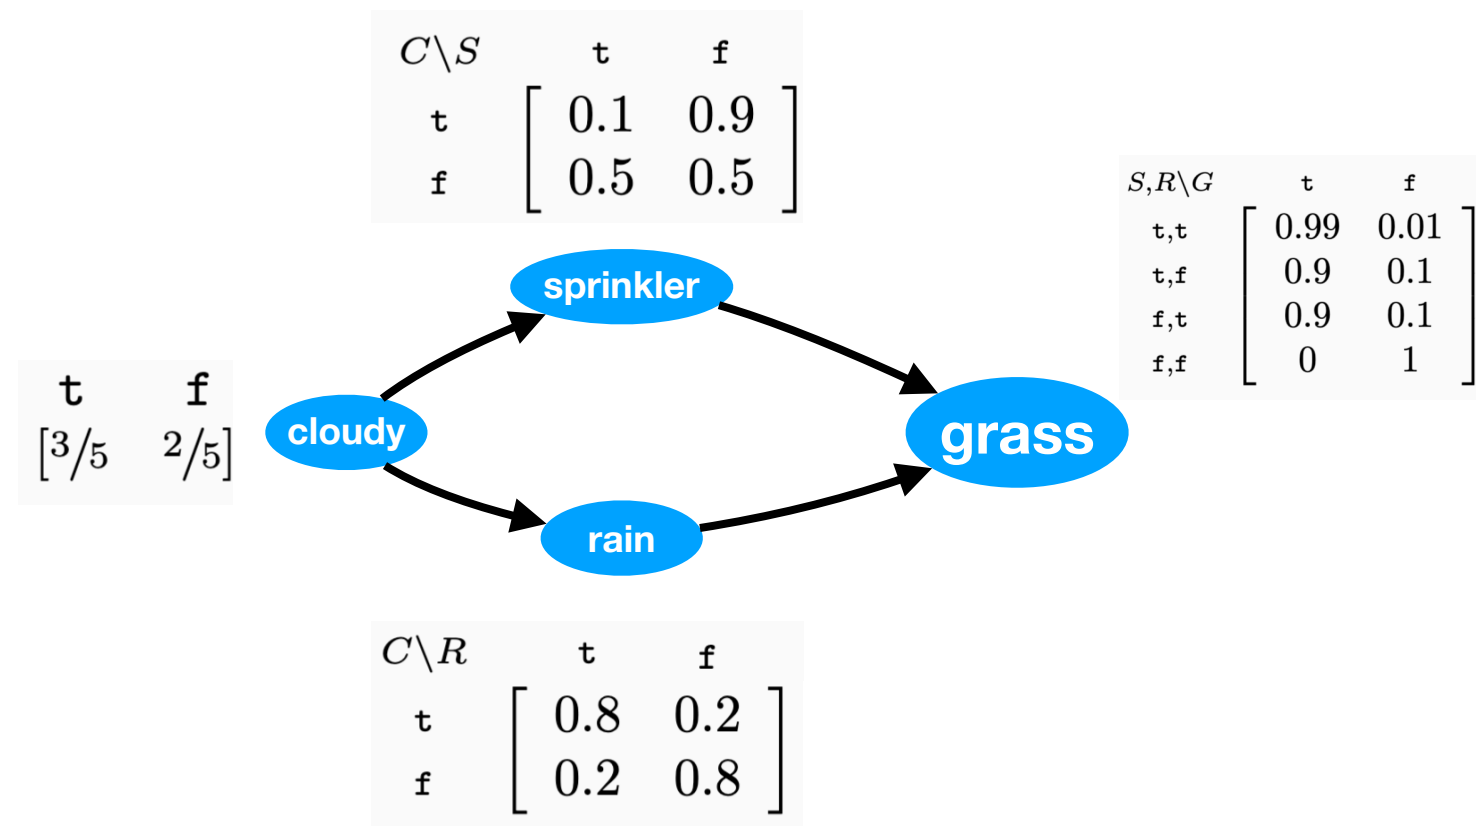 C\S t f
t 0.1 0.9
f 0.5 0.5
sprinkler
S,R\G t f
t,t 0.99 0.01
t,f 0.9 0.1
f,t 0.9 0.1
f,f 0 1
t f
[3/5 2/5]
cloudy
grass
rain
C\R t f
t 0.8 0.2
f 0.2 0.8